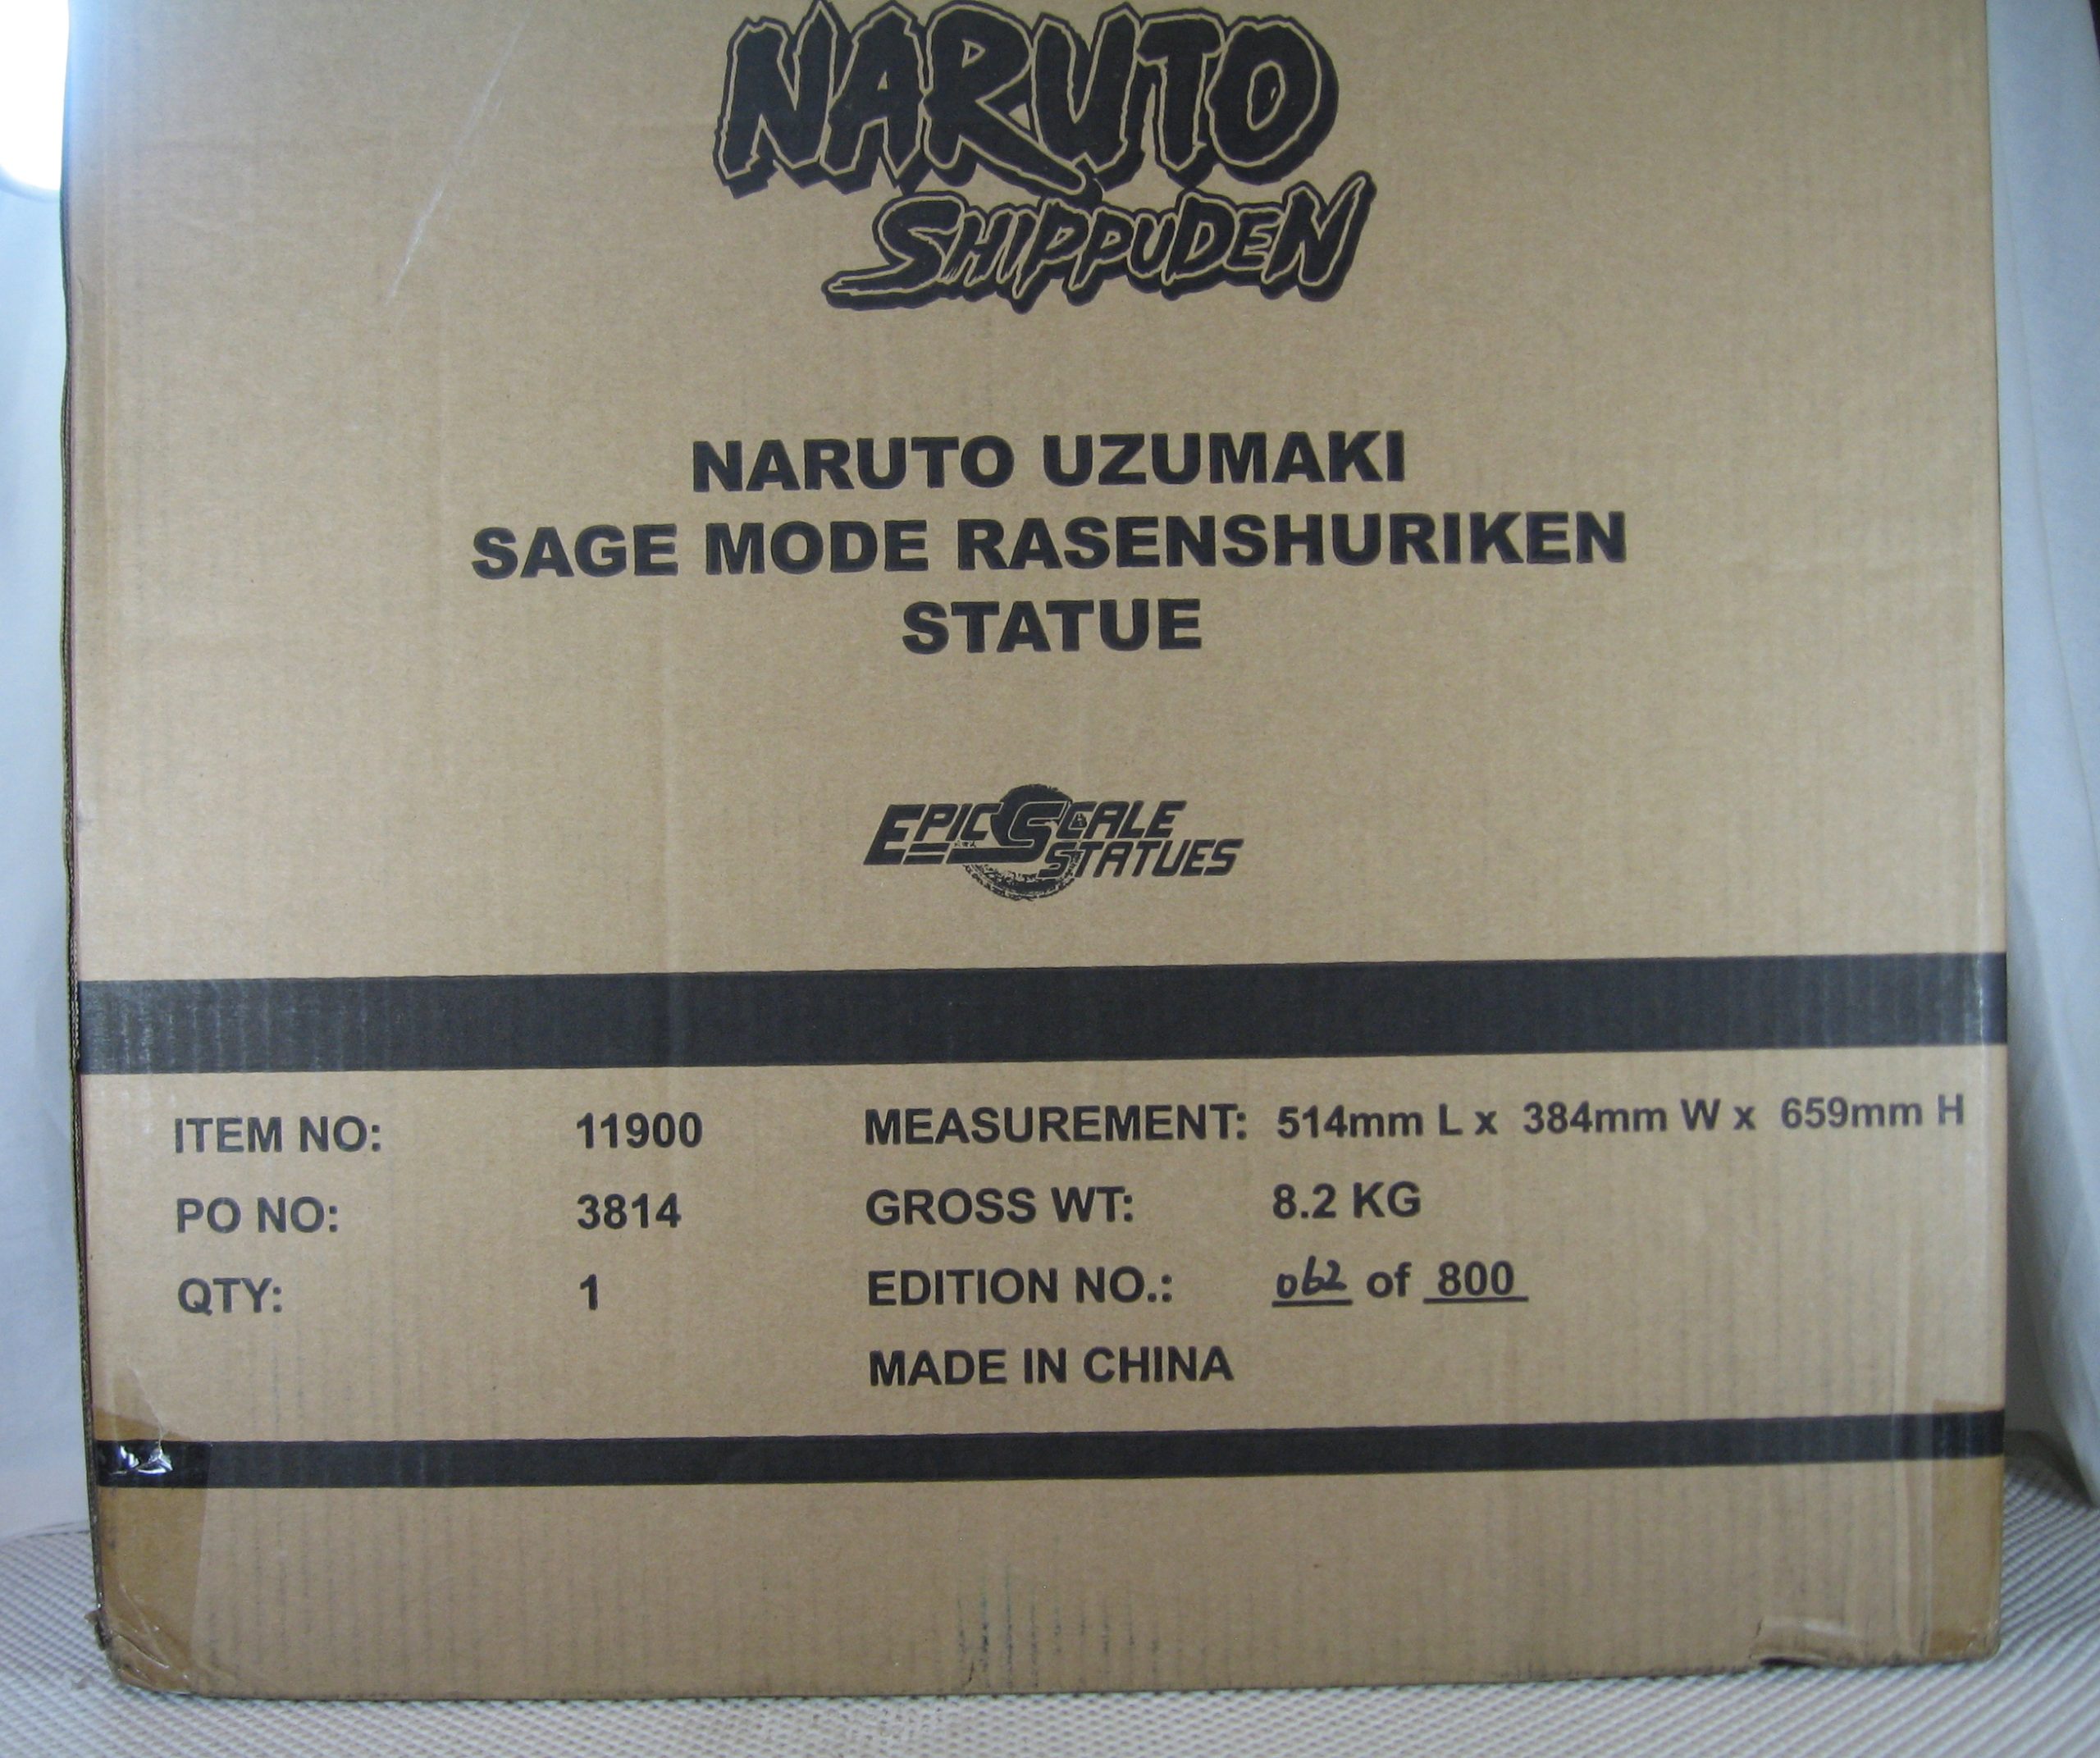 NARUTO
SHIPPUDEN
NARUTO UZUMAKI
SAGE MODE RASENSHURIKEN
STATUE
EPIC SCALE
STATUES
ITEM NO: 11900 MEASUREMENT: 514mm L x 384mm W x 659mm H
PO NO: 3814 GROSS WT: 8.2 KG
QTY: 1 EDITION NO.: 062 of 800
MADE IN CHINA